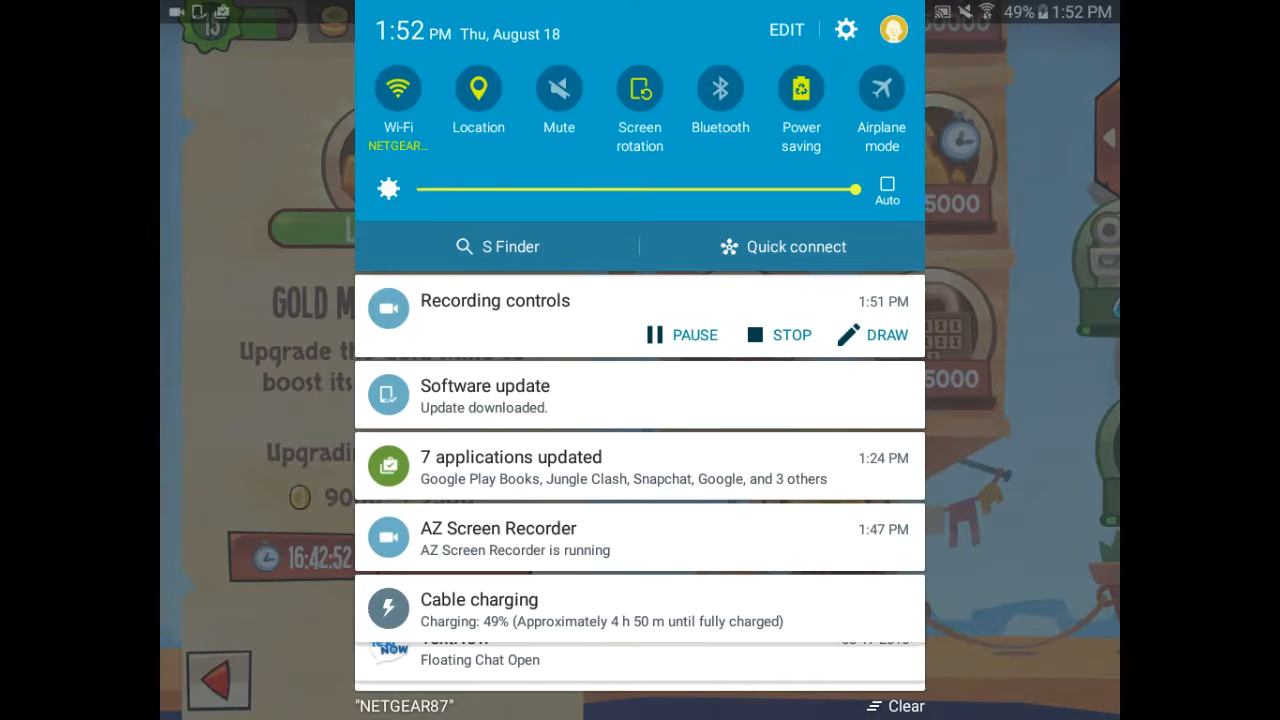 15
49% 1:52 PM
1:52 PM Thu, August 18
EDIT
Wi-Fi
NETGEAR...
Location
Mute
Screen rotation
Bluetooth
Power saving
Airplane mode
Auto
S Finder
Quick connect
Recording controls 1:51 PM
PAUSE STOP DRAW
Software update
Update downloaded.
7 applications updated 1:24 PM
Google Play Books, Jungle Clash, Snapchat, Google, and 3 others
AZ Screen Recorder 1:47 PM
AZ Screen Recorder is running
Cable charging
Charging: 49% (Approximately 4 h 50 m until fully charged)
TextNow
Floating Chat Open
"NETGEAR87"
Clear
GOLD
Upgrade
boost its
16:42:52
5000
5000